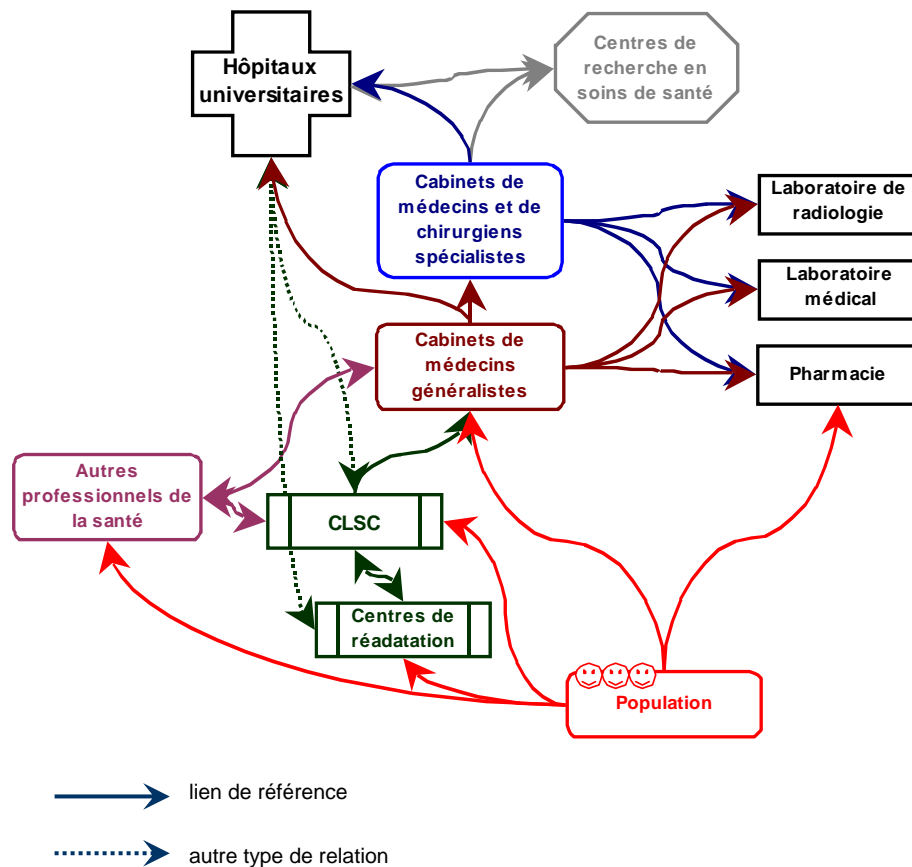 Hôpitaux
universitaires
Centres de
recherche en
soins de santé
Cabinets de
médecins et de
chirurgiens
spécialistes
Laboratoire de
radiologie
Laboratoire
médical
Cabinets de
médecins
généralistes
Pharmacie
Autres
professionnels de
la santé
CLSC
Centres de
réadatation
Population
lien de référence
autre type de relation